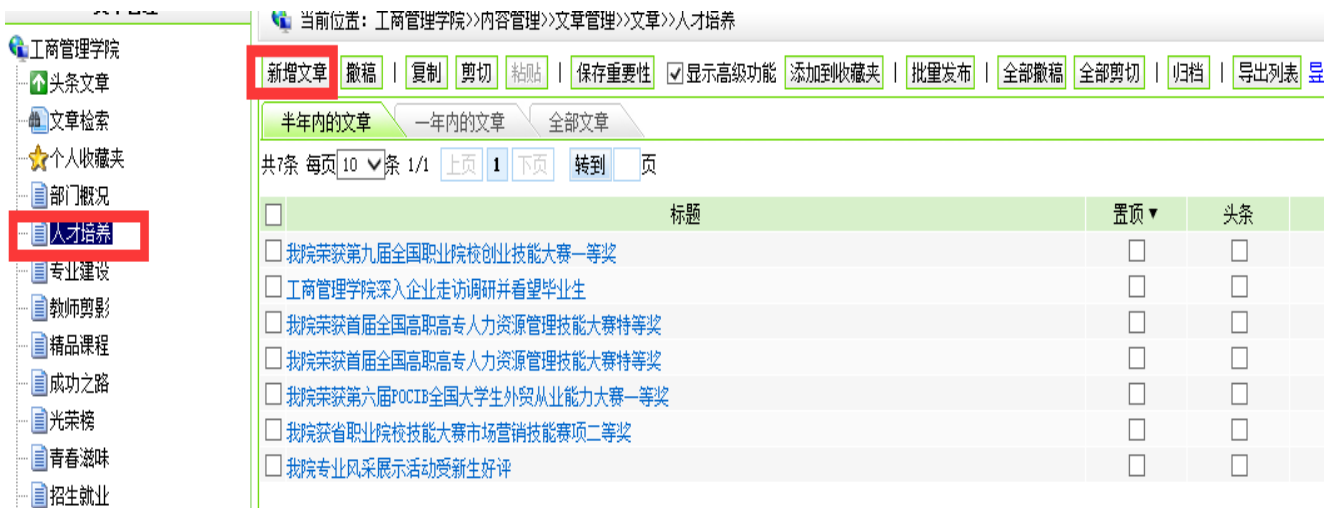 当前位置: 工商管理学院>>内容管理>>文章管理>>文章>>人才培养
工商管理学院
头条文章
文章检索
个人收藏夹
部门概况
人才培养
专业建设
教师剪影
精品课程
成功之路
光荣榜
青春滋味
招生就业
新增文章 撤稿 | 复制 剪切 粘贴 | 保存重要性 显示高级功能 添加到收藏夹 | 批量发布 | 全部撤稿 全部剪切 | 归档 | 导出列表
半年内的文章 一年内的文章 全部文章
共7条 每页 10 条 1/1 上页 1 下页 转到 页
标题 置顶▼ 头条
我院荣获第九届全国职业院校创业技能大赛一等奖
工商管理学院深入企业走访调研并看望毕业生
我院荣获首届全国高职高专人力资源管理技能大赛特等奖
我院荣获首届全国高职高专人力资源管理技能大赛特等奖
我院荣获第六届POCIB全国大学生外贸从业能力大赛一等奖
我院获省职业院校技能大赛市场营销技能赛项二等奖
我院专业风采展示活动受新生好评